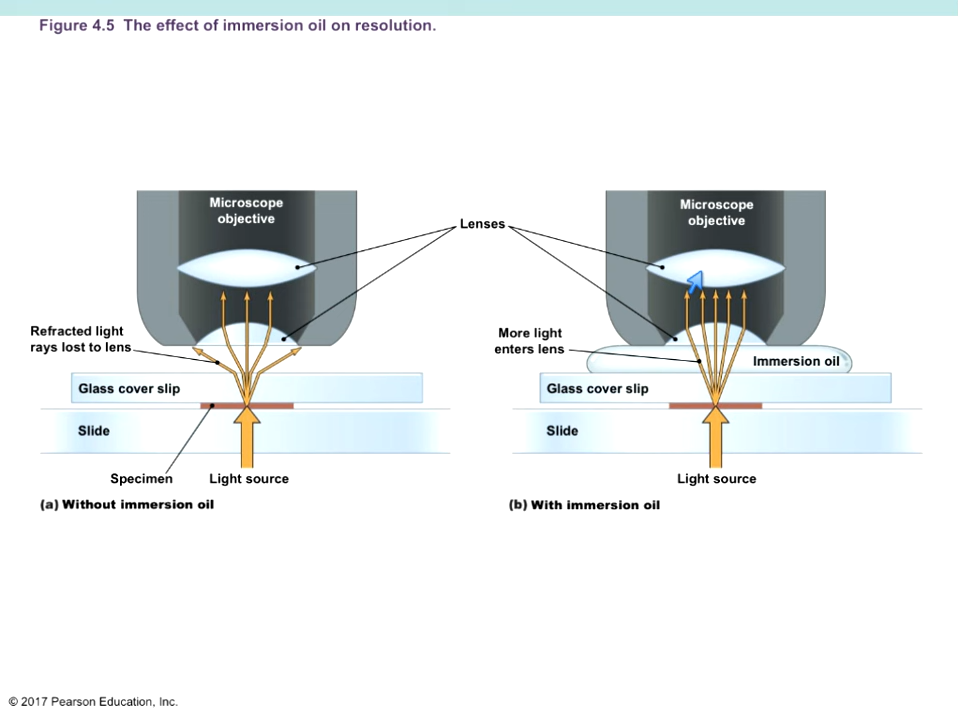 Figure 4.5 The effect of immersion oil on resolution.
Microscope
objective
Lenses
Refracted light
rays lost to lens
Glass cover slip
Slide
Specimen
Light source
(a) Without immersion oil
Microscope
objective
More light
enters lens
Immersion oil
Glass cover slip
Slide
Light source
(b) With immersion oil
© 2017 Pearson Education, Inc.